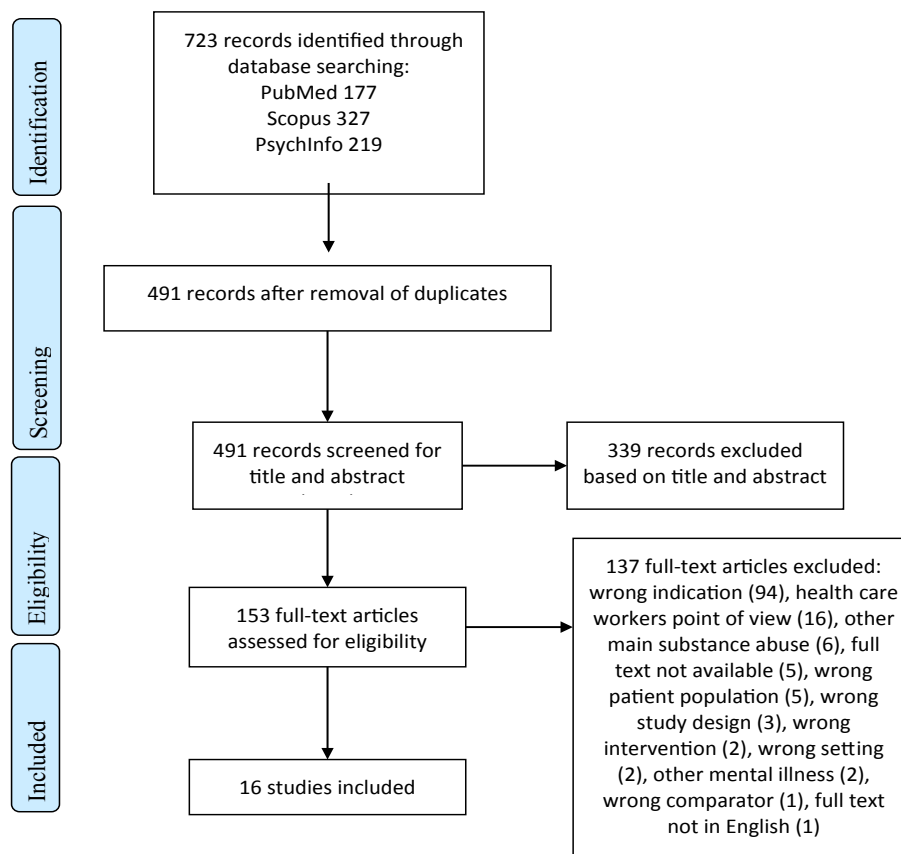 Identification
723 records identified through
database searching:
PubMed 177
Scopus 327
PsychInfo 219
Screening
491 records after removal of duplicates
491 records screened for
title and abstract
339 records excluded
based on title and abstract
Eligibility
153 full-text articles
assessed for eligibility
137 full-text articles excluded:
wrong indication (94), health care
workers point of view (16), other
main substance abuse (6), full
text not available (5), wrong
patient population (5), wrong
study design (3), wrong
intervention (2), wrong setting
(2), other mental illness (2),
wrong comparator (1), full text
not in English (1)
Included
16 studies included